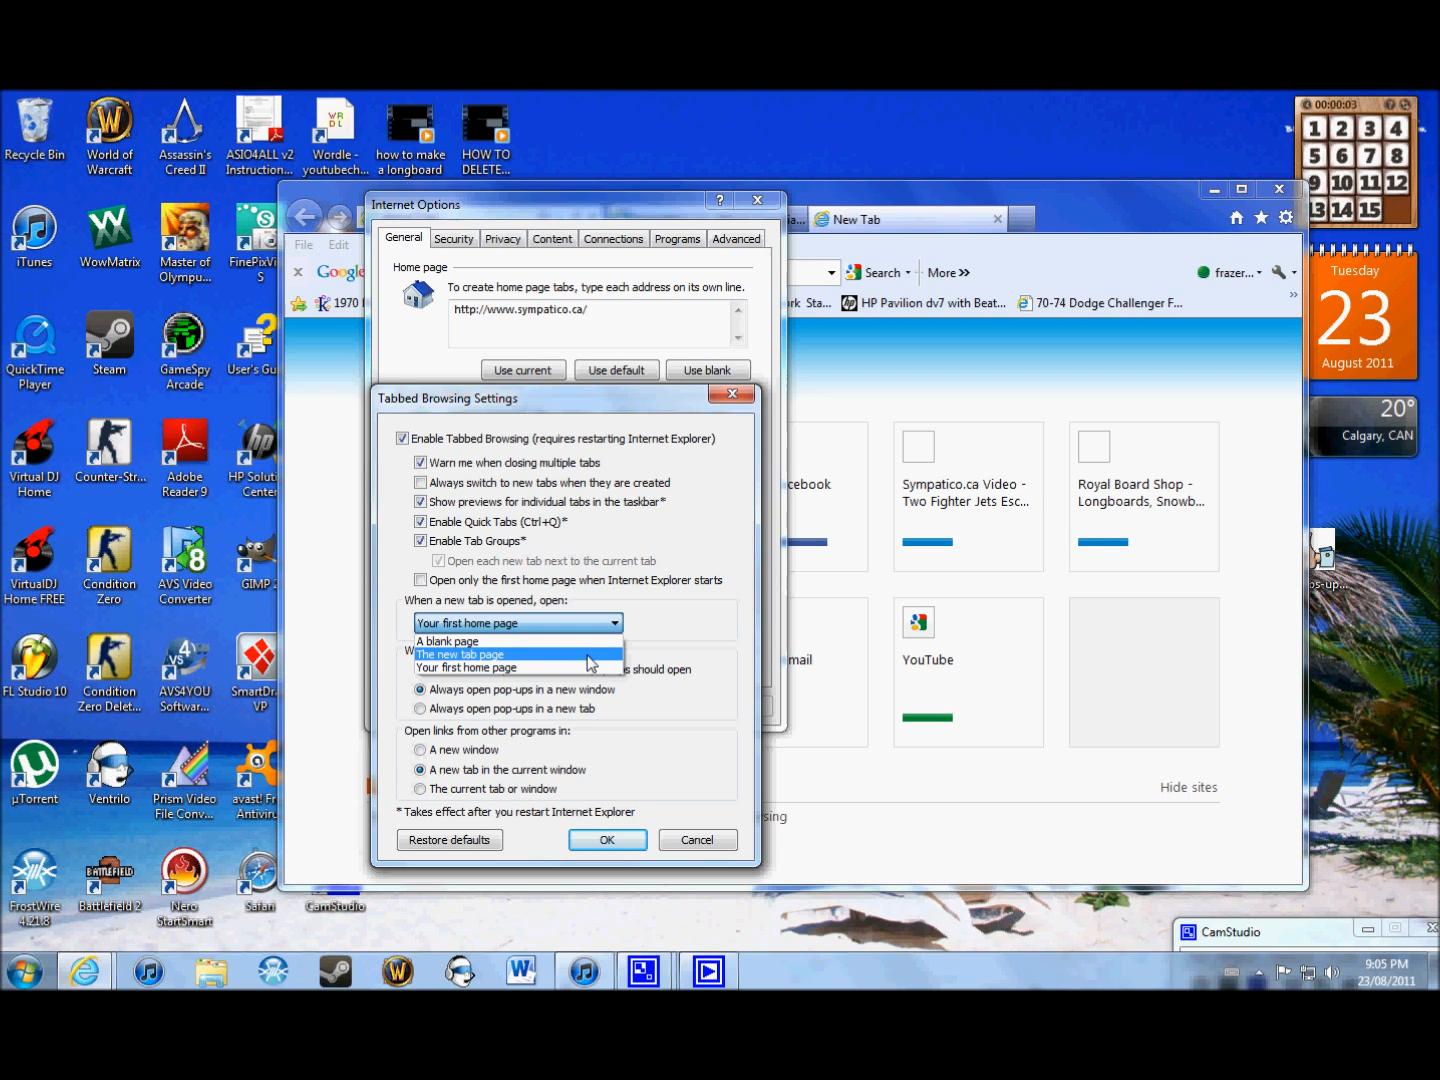 Recycle Bin
World of
Warcraft
Assassin's
Creed II
ASIO4ALL v2
Instruction...
W R
D L
Wordle -
youtubech...
how to make
a longboard
HOW TO
DELETE...
00:00:03
1 2 3 4
5 6 7 8
9 10 11 12
13 14 15
iTunes
WowMatrix
Master of
Olympu...
FinePixVi
S
Internet Options
?
New Tab
File Edit
General
Security
Privacy
Content
Connections
Programs
Advanced
Google
Search
More »
frazer...
1970
rk Sta...
HP Pavilion dv7 with Beat...
70-74 Dodge Challenger F...
Home page
To create home page tabs, type each address on its own line.
http://www.sympatico.ca/
Use current
Use default
Use blank
Tuesday
23
August 2011
20°
Calgary, CAN
QuickTime
Player
Steam
GameSpy
Arcade
User's Gu
Virtual DJ
Home
Counter-Str...
Adobe
Reader 9
HP Soluti
Center
Tabbed Browsing Settings
Enable Tabbed Browsing (requires restarting Internet Explorer)
Warn me when closing multiple tabs
Always switch to new tabs when they are created
Show previews for individual tabs in the taskbar*
Enable Quick Tabs (Ctrl+Q)*
Enable Tab Groups*
Open each new tab next to the current tab
Open only the first home page when Internet Explorer starts
When a new tab is opened, open:
Your first home page
A blank page
The new tab page
Your first home page
s should open
Always open pop-ups in a new window
Always open pop-ups in a new tab
Open links from other programs in:
A new window
A new tab in the current window
The current tab or window
* Takes effect after you restart Internet Explorer
Restore defaults
OK
Cancel
cebook
Sympatico.ca Video -
Two Fighter Jets Esc...
Royal Board Shop -
Longboards, Snowb...
mail
YouTube
Hide sites
sing
VirtualDJ
Home FREE
Condition
Zero
AVS Video
Converter
GIMP 2
FL Studio 10
Condition
Zero Delet...
AVS4YOU
Softwar...
SmartDra
VP
µTorrent
Ventrilo
Prism Video
File Conv...
avast! Fr
Antiviru
FrostWire
4.21.8
BATTLEFIELD
Battlefield 2
Nero
StartSmart
Safari
CamStudio
CamStudio
9:05 PM
23/08/2011